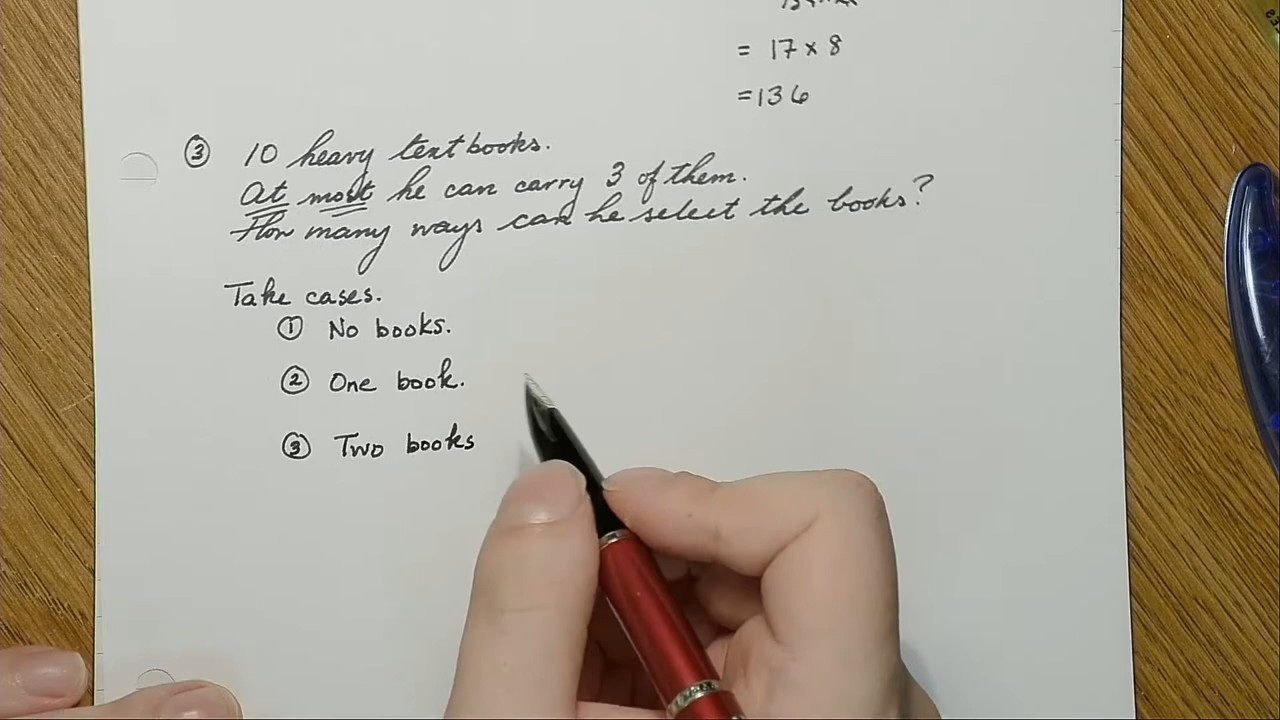 = 17 x 8
= 136
③ 10 heavy textbooks.
At most he can carry 3 of them.
How many ways can he select the books?
Take cases.
① No books.
② One book.
③ Two books